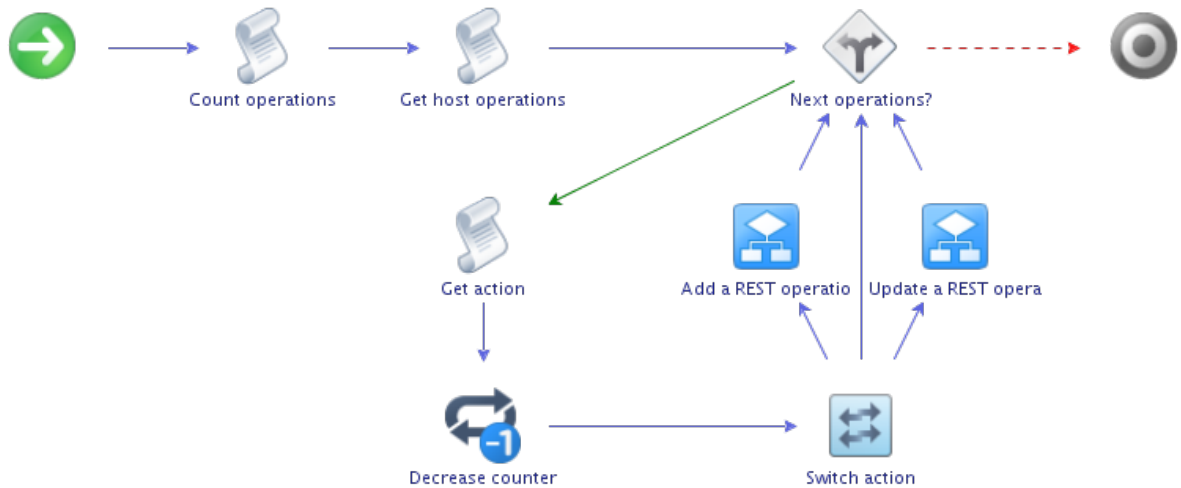 Count operations
Get host operations
Next operations?
Get action
Add a REST operatio
Update a REST opera
-1
Decrease counter
Switch action